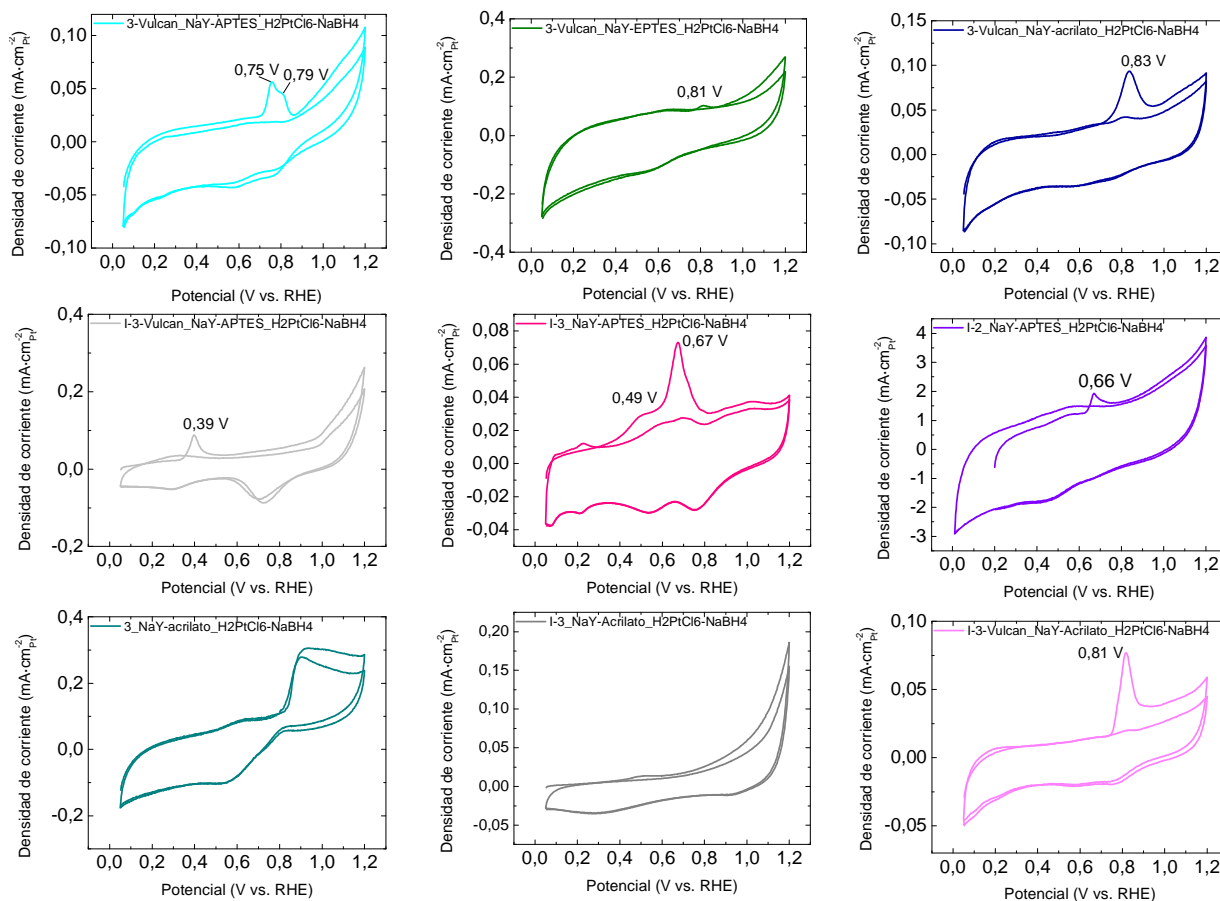 3-Vulcan_NaY-APTES_H2PtCl6-NaBH4
0,75 V
0,79 V
0,10
0,05
0,00
-0,05
-0,10
0,0 0,2 0,4 0,6 0,8 1,0 1,2
Densidad de corriente (mA·cm-2Pt)
Potencial (V vs. RHE)
3-Vulcan_NaY-EPTES_H2PtCl6-NaBH4
0,81 V
0,4
0,2
0,0
-0,2
-0,4
0,0 0,2 0,4 0,6 0,8 1,0 1,2
Densidad de corriente (mA·cm-2Pt)
Potencial (V vs. RHE)
3-Vulcan_NaY-acrilato_H2PtCl6-NaBH4
0,83 V
0,15
0,10
0,05
0,00
-0,05
-0,10
0,0 0,2 0,4 0,6 0,8 1,0 1,2
Densidad de corriente (mA·cm-2Pt)
Potencial (V vs. RHE)
I-3-Vulcan_NaY-APTES_H2PtCl6-NaBH4
0,39 V
0,4
0,2
0,0
-0,2
0,0 0,2 0,4 0,6 0,8 1,0 1,2
Densidad de corriente (mA·cm-2Pt)
Potencial (V vs. RHE)
I-3_NaY-APTES_H2PtCl6-NaBH4
0,67 V
0,49 V
0,08
0,06
0,04
0,02
0,00
-0,02
-0,04
0,0 0,2 0,4 0,6 0,8 1,0 1,2
Densidad de corriente (mA·cm-2Pt)
Potencial (V vs. RHE)
I-2_NaY-APTES_H2PtCl6-NaBH4
0,66 V
4
3
2
1
0
-1
-2
-3
0,0 0,2 0,4 0,6 0,8 1,0 1,2
Densidad de corriente (mA·cm-2Pt)
Potencial (V vs. RHE)
3_NaY-acrilato_H2PtCl6-NaBH4
0,4
0,2
0,0
-0,2
0,0 0,2 0,4 0,6 0,8 1,0 1,2
Densidad de corriente (mA·cm-2Pt)
Potencial (V vs. RHE)
I-3_NaY-Acrilato_H2PtCl6-NaBH4
0,20
0,15
0,10
0,05
0,00
-0,05
0,0 0,2 0,4 0,6 0,8 1,0 1,2
Densidad de corriente (mA·cm-2Pt)
Potencial (V vs. RHE)
I-3-Vulcan_NaY-Acrilato_H2PtCl6-NaBH4
0,81 V
0,10
0,05
0,00
-0,05
0,0 0,2 0,4 0,6 0,8 1,0 1,2
Densidad de corriente (mA·cm-2Pt)
Potencial (V vs. RHE)